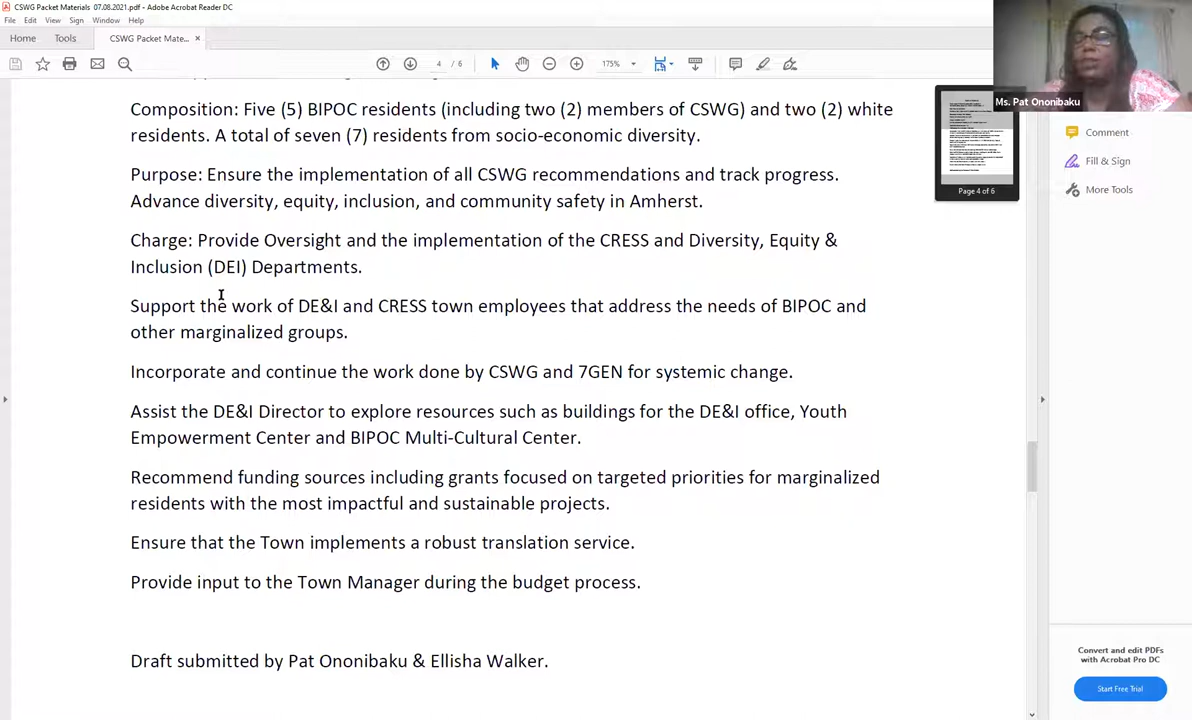 CSWG Packet Materials 07.08.2021.pdf - Adobe Acrobat Reader DC
File Edit View Sign Window Help
Home Tools CSWG Packet Mate... ×
4 / 6 175%
Ms. Pat Ononibaku
Composition: Five (5) BIPOC residents (including two (2) members of CSWG) and two (2) white
residents. A total of seven (7) residents from socio-economic diversity.
Purpose: Ensure the implementation of all CSWG recommendations and track progress.
Advance diversity, equity, inclusion, and community safety in Amherst.
Charge: Provide Oversight and the implementation of the CRESS and Diversity, Equity &
Inclusion (DEI) Departments.
Support the work of DE&I and CRESS town employees that address the needs of BIPOC and
other marginalized groups.
Incorporate and continue the work done by CSWG and 7GEN for systemic change.
Assist the DE&I Director to explore resources such as buildings for the DE&I office, Youth
Empowerment Center and BIPOC Multi-Cultural Center.
Recommend funding sources including grants focused on targeted priorities for marginalized
residents with the most impactful and sustainable projects.
Ensure that the Town implements a robust translation service.
Provide input to the Town Manager during the budget process.
Draft submitted by Pat Ononibaku & Ellisha Walker.
Page 4 of 6
Comment
Fill & Sign
More Tools
Convert and edit PDFs
with Acrobat Pro DC
Start Free Trial